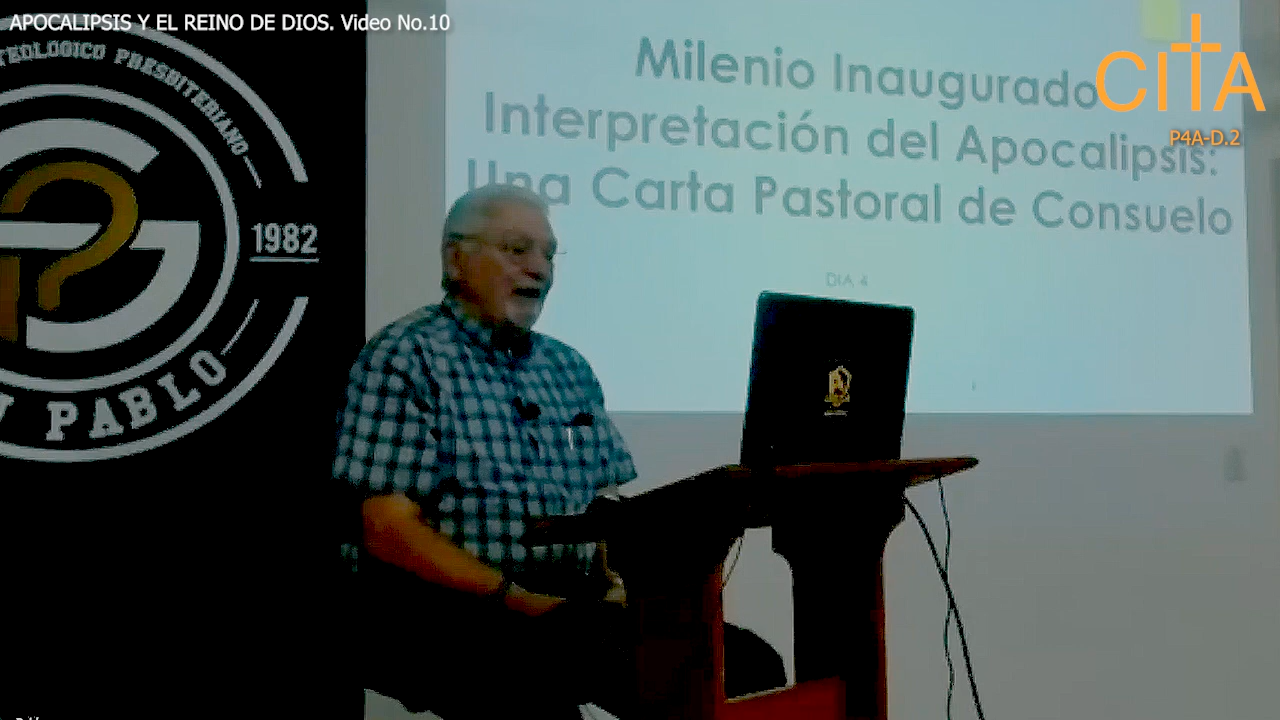 APOCALIPSIS Y EL REINO DE DIOS. Video No.10
CITA
P4A-D.2
TEOLÓGICO PRESBITERIANO
1982
PABLO
Milenio Inaugurado
Interpretación del Apocalipsis:
Una Carta Pastoral de Consuelo
DIA 4